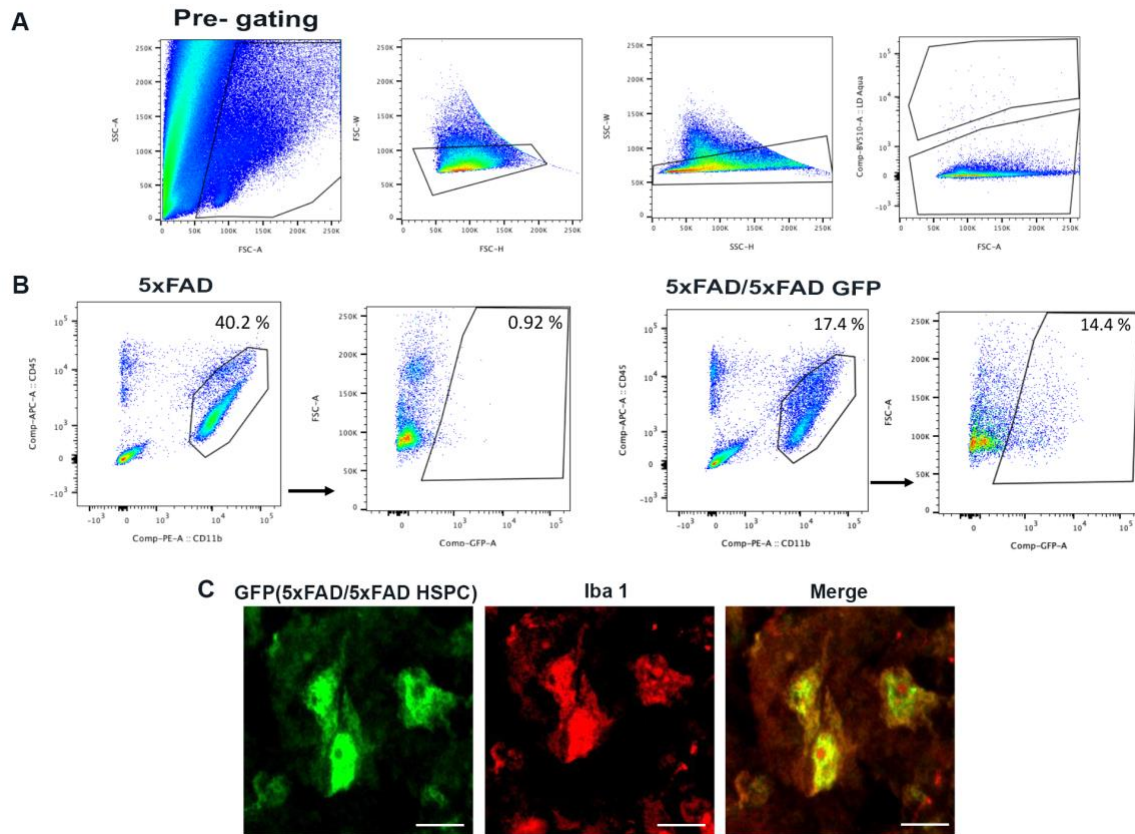 A
Pre- gating
SSC-A
250K
200K
150K
100K
50K
0
0 50K 100K 150K 200K 250K
FSC-A
FSC-W
250K
200K
150K
100K
50K
0
0 50K 100K 150K 200K 250K
FSC-H
SSC-W
250K
200K
150K
100K
50K
0
0 50K 100K 150K 200K 250K
SSC-H
Comp-BV510-A :: LD Aqua
10^5
10^4
10^3
0
-10^3
0 50K 100K 150K 200K 250K
FSC-A
B
5xFAD
40.2 %
Comp-APC-A :: CD45
10^5
10^4
10^3
0
-10^3
-10^3 0 10^3 10^4 10^5
Comp-PE-A :: CD11b
0.92 %
FSC-A
250K
200K
150K
100K
50K
0
0 10^3 10^4 10^5
Como-GFP-A
5xFAD/5xFAD GFP
17.4 %
Comp-APC-A :: CD45
10^5
10^4
10^3
0
-10^3
-10^3 0 10^3 10^4 10^5
Comp-PE-A :: CD11b
14.4 %
FSC-A
250K
200K
150K
100K
50K
0
0 10^3 10^4 10^5
Comp-GFP-A
C
GFP(5xFAD/5xFAD HSPC)
Iba 1
Merge